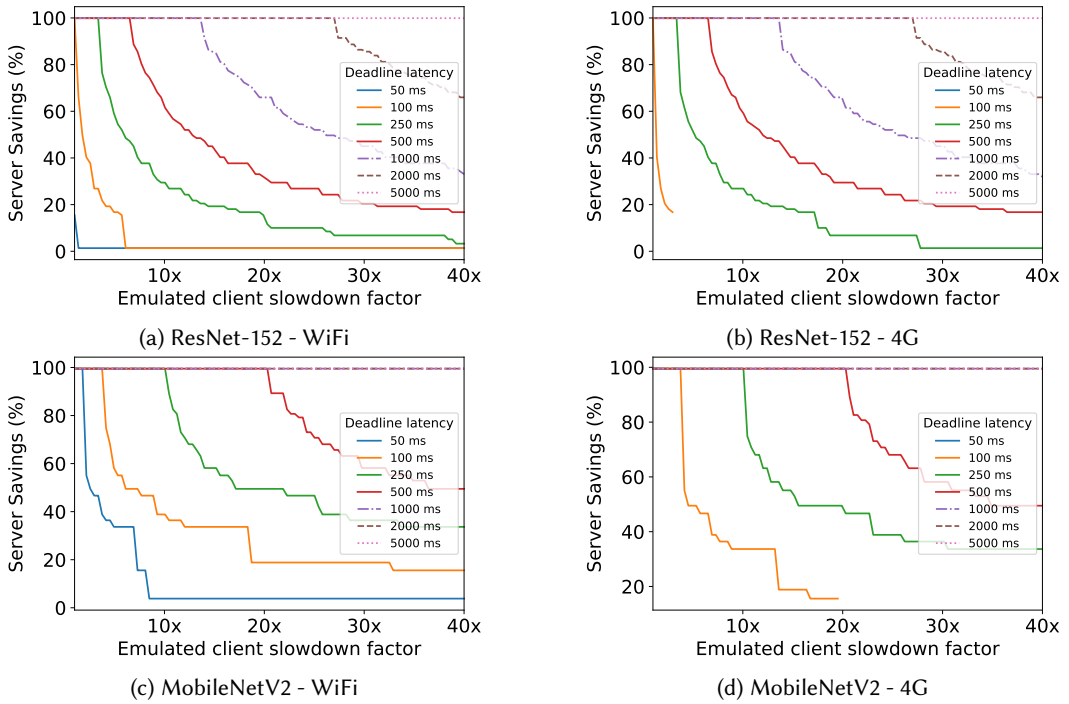 100
80
60
40
20
0
Server Savings (%)
10x 20x 30x 40x
Emulated client slowdown factor
Deadline latency
50 ms
100 ms
250 ms
500 ms
1000 ms
2000 ms
5000 ms
(a) ResNet-152 - WiFi
100
80
60
40
20
0
Server Savings (%)
10x 20x 30x 40x
Emulated client slowdown factor
Deadline latency
50 ms
100 ms
250 ms
500 ms
1000 ms
2000 ms
5000 ms
(b) ResNet-152 - 4G
100
80
60
40
20
0
Server Savings (%)
10x 20x 30x 40x
Emulated client slowdown factor
Deadline latency
50 ms
100 ms
250 ms
500 ms
1000 ms
2000 ms
5000 ms
(c) MobileNetV2 - WiFi
100
80
60
40
20
Server Savings (%)
10x 20x 30x 40x
Emulated client slowdown factor
Deadline latency
50 ms
100 ms
250 ms
500 ms
1000 ms
2000 ms
5000 ms
(d) MobileNetV2 - 4G